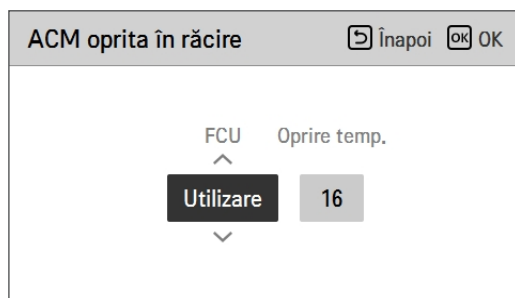 ACM oprita în răcire Înapoi OK OK
FCU Oprire temp.
Utilizare 16